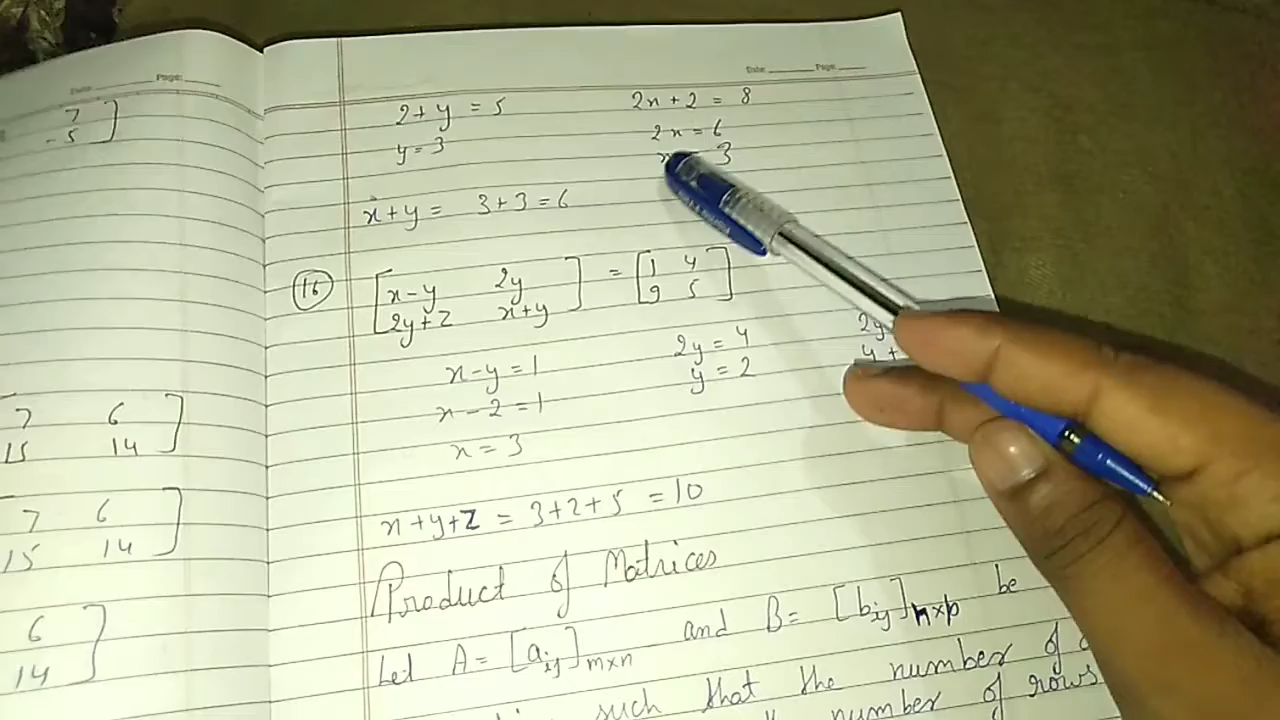 Date: Page:
7
-5 ]
7 6 ]
15 14
7 6 ]
15 14
6 ]
14
Date: Page:
2+y = 5 2x+2 = 8
y = 3 2x = 6
3
x+y = 3+3 = 6
(16) [ x-y 2y ] = [ 1 4 ]
[ 2y+z x+y ] [ 9 5 ]
x-y = 1 2y = 4 2y
x-2 = 1 y = 2 4+
x = 3
x+y+z = 3+2+5 = 10
Product of Matrices
Let A = [aij]m×n and B = [bij]n×p be
such that the number of
number of rows